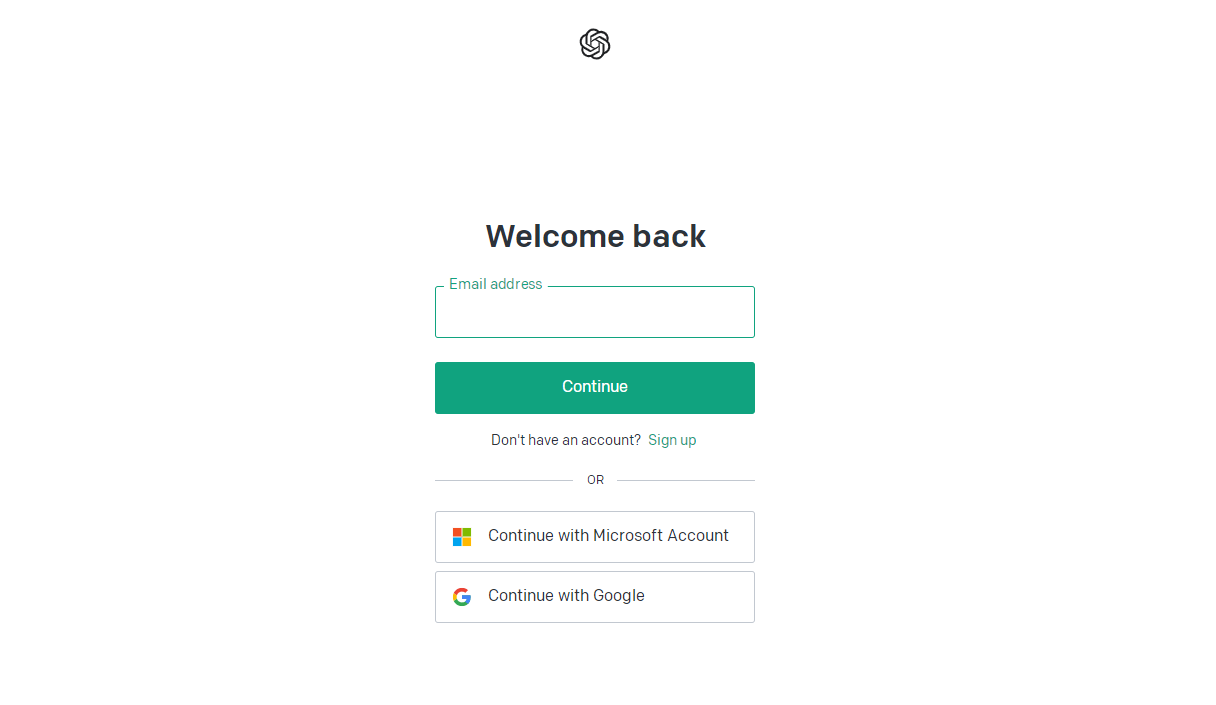 Welcome back
Email address
Continue
Don't have an account? Sign up
OR
Continue with Microsoft Account
Continue with Google